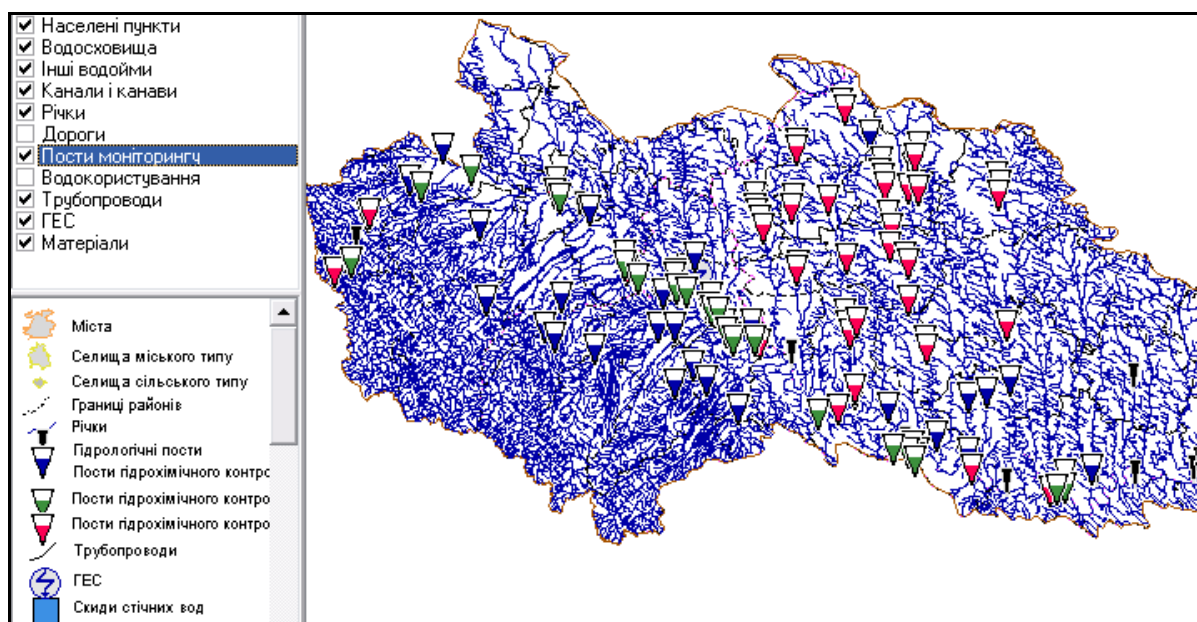 Населені пункти
Водосховища
Інші водойми
Канали і канави
Річки
Дороги
Пости моніторингу
Водокористування
Трубопроводи
ГЕС
Матеріали
Міста
Селища міського типу
Селища сільського типу
Границі районів
Річки
Гідрологічні пости
Пости гідрохімічного контро
Пости гідрохімічного контро
Пости гідрохімічного контро
Трубопроводи
ГЕС
Скиди стічних вод